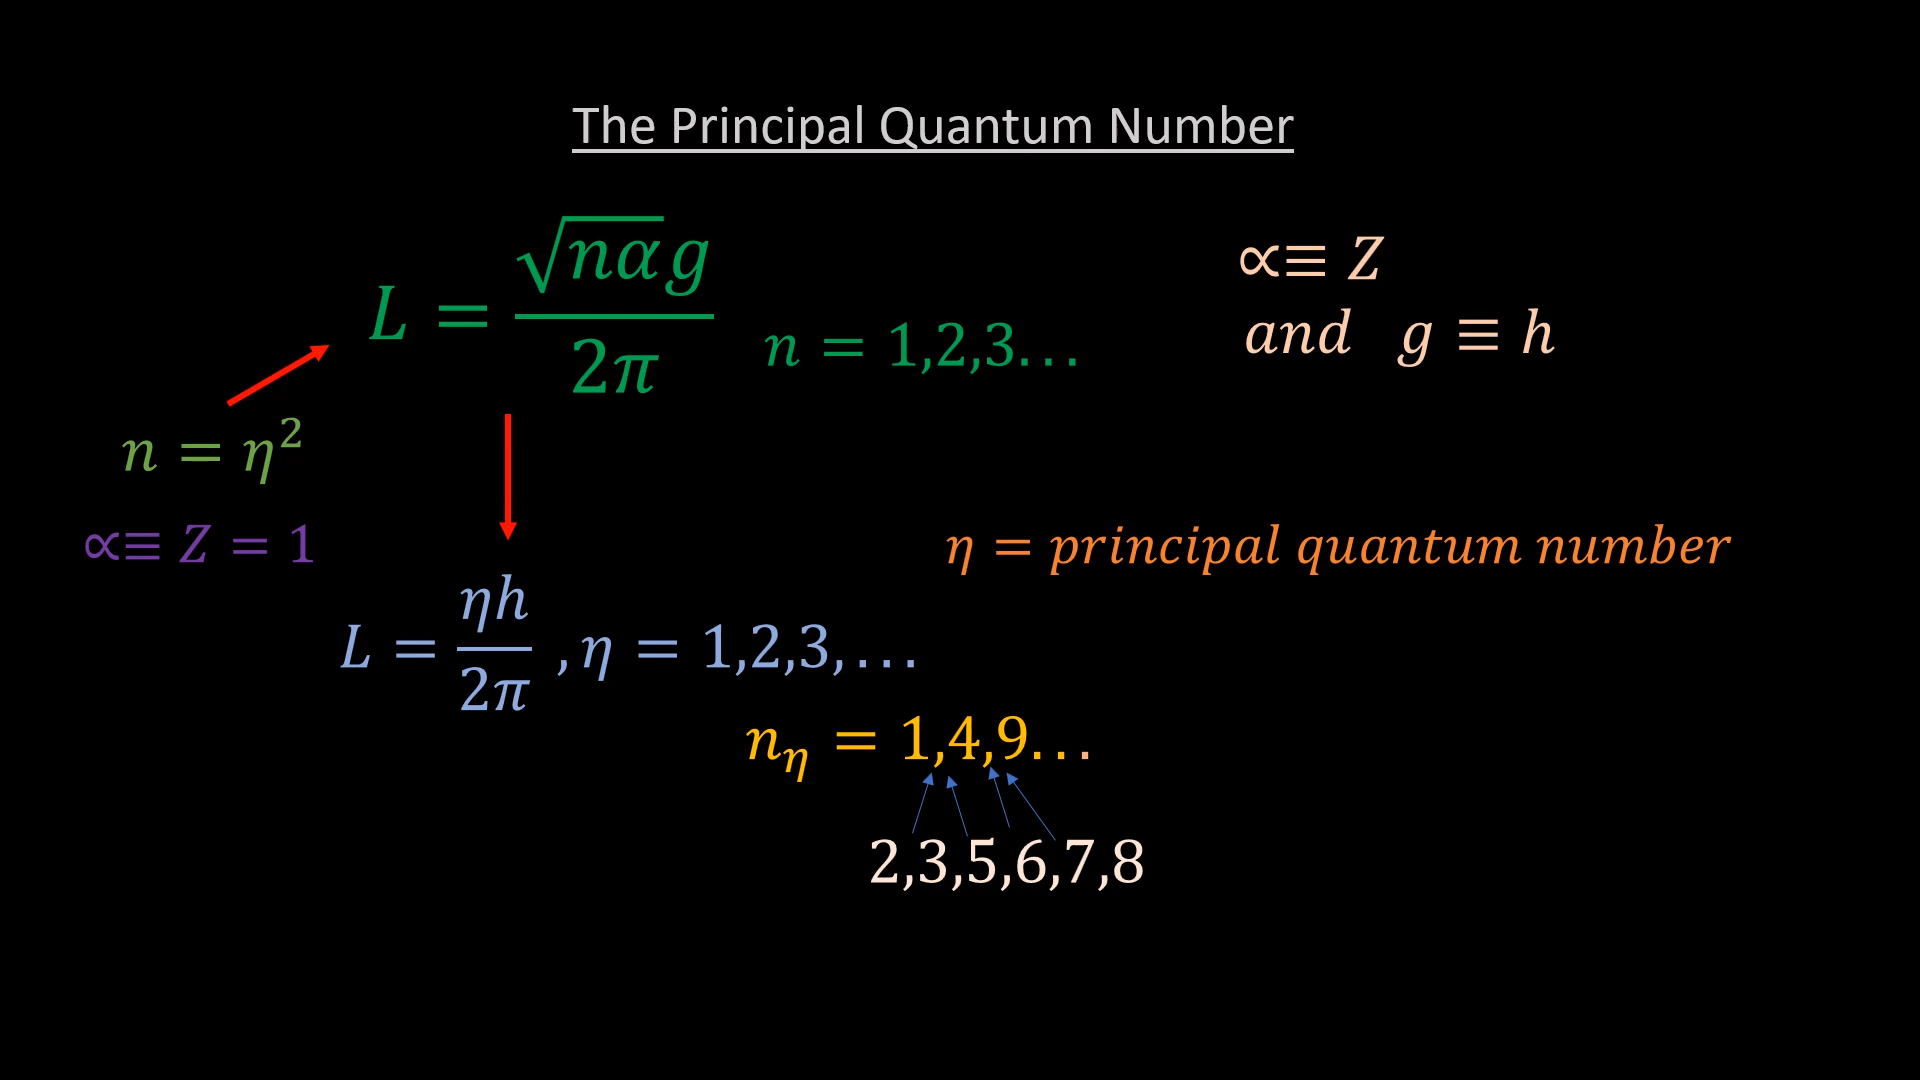 The Principal Quantum Number
L = √(nα)g / 2π   n = 1,2,3...
∝≡ Z
and g ≡ h
n = η²
∝≡ Z = 1
η = principal quantum number
L = ηh / 2π , η = 1,2,3,...
n_η = 1,4,9...
2,3,5,6,7,8